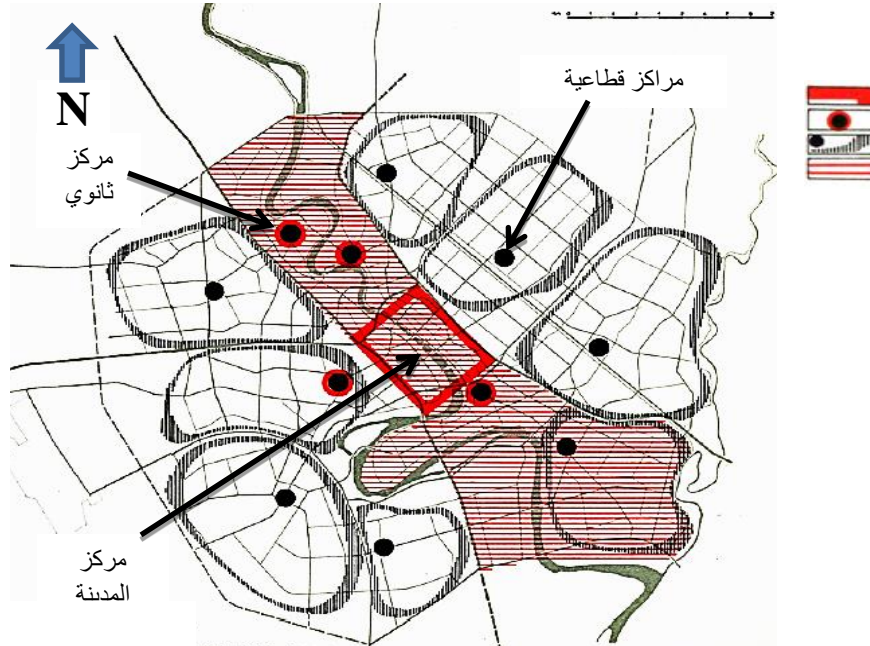 مراكز قطاعية
N
مركز
ثانوي
مركز
المدينة